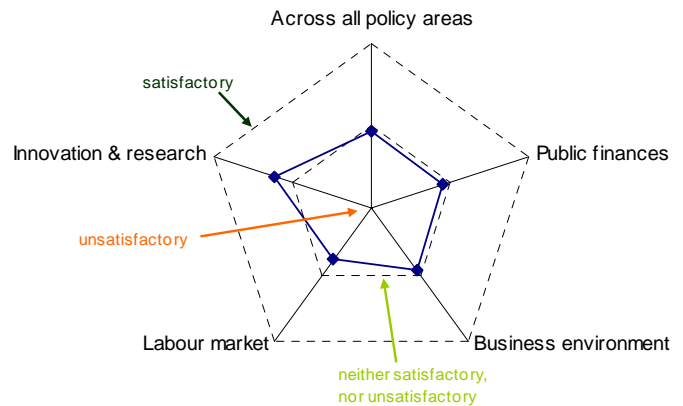 Across all policy areas
satisfactory
Innovation & research
Public finances
unsatisfactory
Labour market
Business environment
neither satisfactory,
nor unsatisfactory